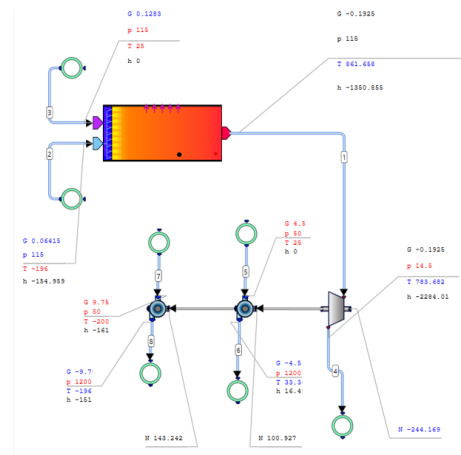 G 0.1283
p 115
T 25
h 0
G -0.1925
p 115
T 861.658
h -1350.855
3
2
1
G 0.06415
p 115
T -196
h -154.959
G 4.5
p 50
T 25
h 0
G -0.1925
p 14.5
T 783.682
h -2284.01
7
5
G 9.75
p 50
T -200
h -161
8
6
4
G -9.7
p 1200
T -196
h -151
G -4.5
p 1200
T 33.3
h 16.4
N 143.242
N 100.927
N -244.169